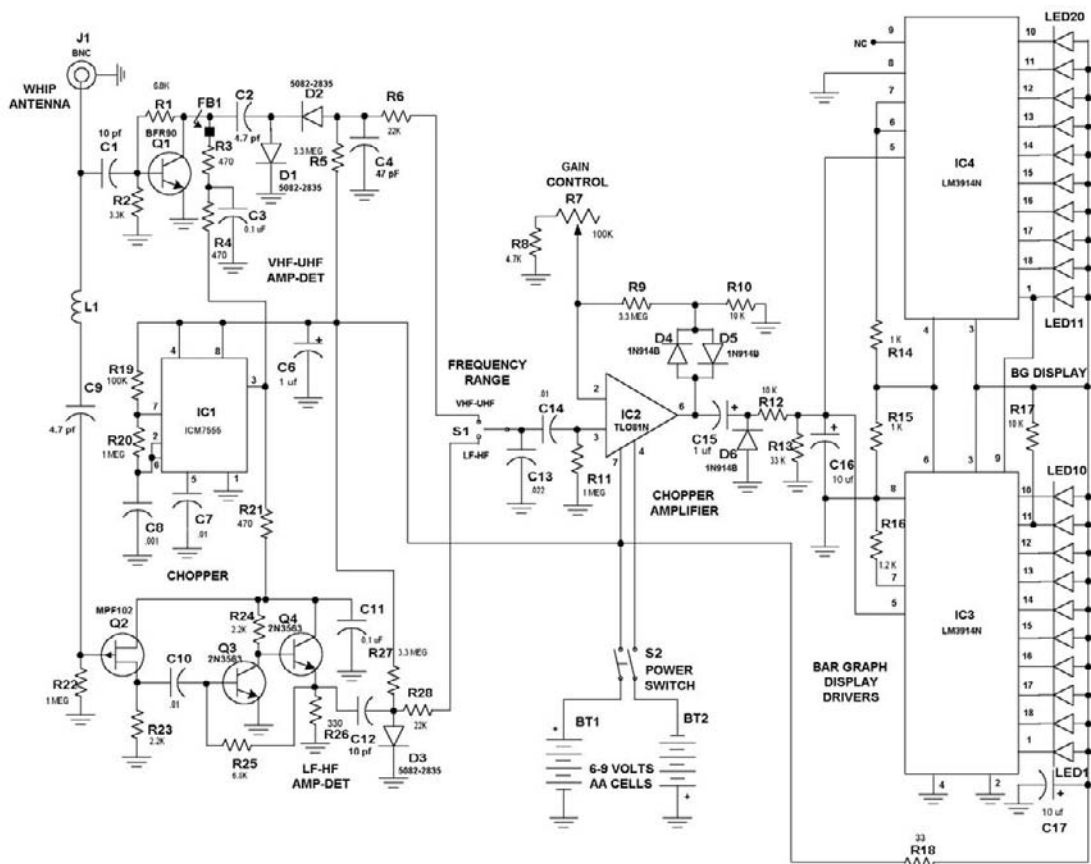 J1
BNC
WHIP
ANTENNA
10 pf
C1
R1
BFR90
Q1
FB1
C2
4.7 pf
5082-2835
D2
R6
22K
R2
3.3K
R3
470
D1
5082-2835
3.3 MEG
R5
C4
47 pF
R4
470
C3
0.1 uF
VHF-UHF
AMP-DET
L1
C9
4.7 pf
R19
100K
R20
1 MEG
C8
.001
4
8
7
2
6
3
5
1
IC1
ICM7555
C7
.01
C6
1 uf
R21
470
CHOPPER
MPF102
Q2
R22
1 MEG
R23
2.2K
C10
.01
Q3
2N3563
R24
2.2K
Q4
2N3563
R25
6.8K
330
R26
C11
0.1 uF
R27
3.3 MEG
C12
10 pf
R28
22K
D3
5082-2835
LF-HF
AMP-DET
FREQUENCY
RANGE
VHF-UHF
S1
LF-HF
C13
.022
.01
C14
R11
1 MEG
GAIN
CONTROL
R7
100K
R8
4.7K
R9
3.3 MEG
R10
10 K
D4
1N914B
D5
1N914B
2
3
6
7
4
IC2
TLO81N
C15
1 uf
D6
1N914B
10 K
R12
R13
33 K
C16
10 uf
CHOPPER
AMPLIFIER
S2
POWER
SWITCH
BT1
BT2
6-9 VOLTS
AA CELLS
BAR GRAPH
DISPLAY
DRIVERS
NC
9
8
7
6
5
4
3
IC4
LM3914N
10
11
12
13
14
15
16
17
18
1
LED20
LED11
BG DISPLAY
1 K
R14
R15
1 K
R16
1.2 K
R17
10 K
6
3
9
8
7
5
4
2
IC3
LM3914N
10
11
12
13
14
15
16
17
18
1
LED10
LED1
10 uf
C17
33
R18